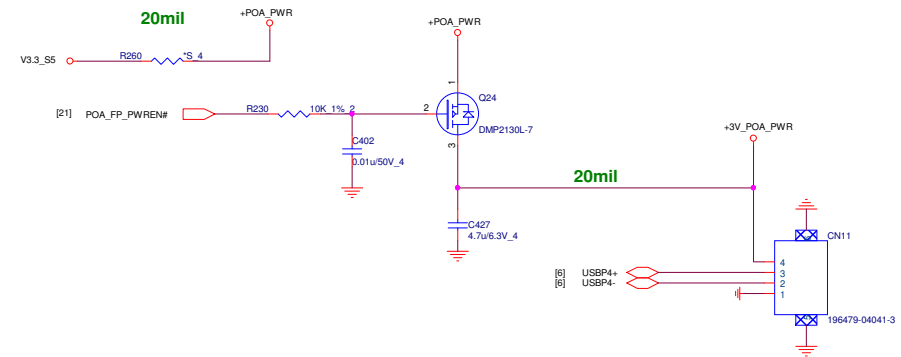 20mil
+POA_PWR
+POA_PWR
V3.3_S5
R260
*S_4
1
Q24
[21]
POA_FP_PWREN#
R230
10K_1%_2
2
DMP2130L-7
+3V_POA_PWR
C402
3
0.01u/50V_4
20mil
C427
4.7u/6.3V_4
CN11
4
[6]
USBP4+
3
[6]
USBP4-
2
1
196479-04041-3